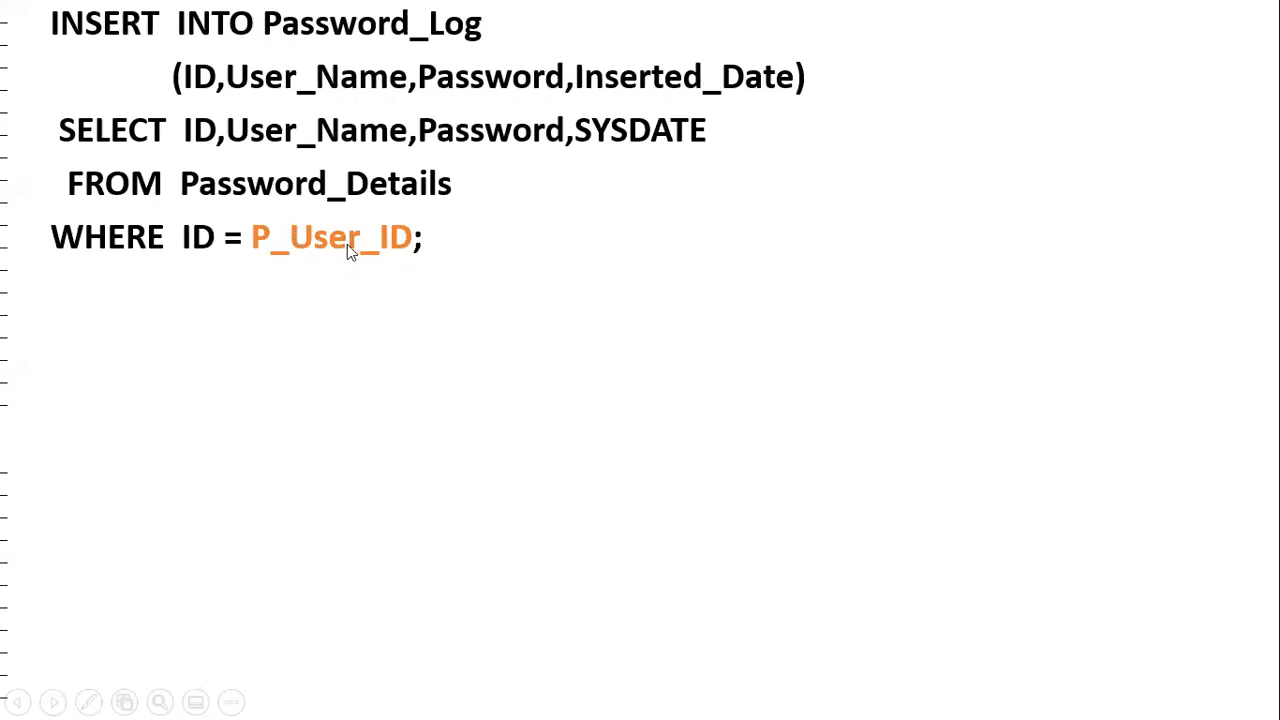 INSERT INTO Password_Log
(ID,User_Name,Password,Inserted_Date)
SELECT ID,User_Name,Password,SYSDATE
FROM Password_Details
WHERE ID = P_User_ID;